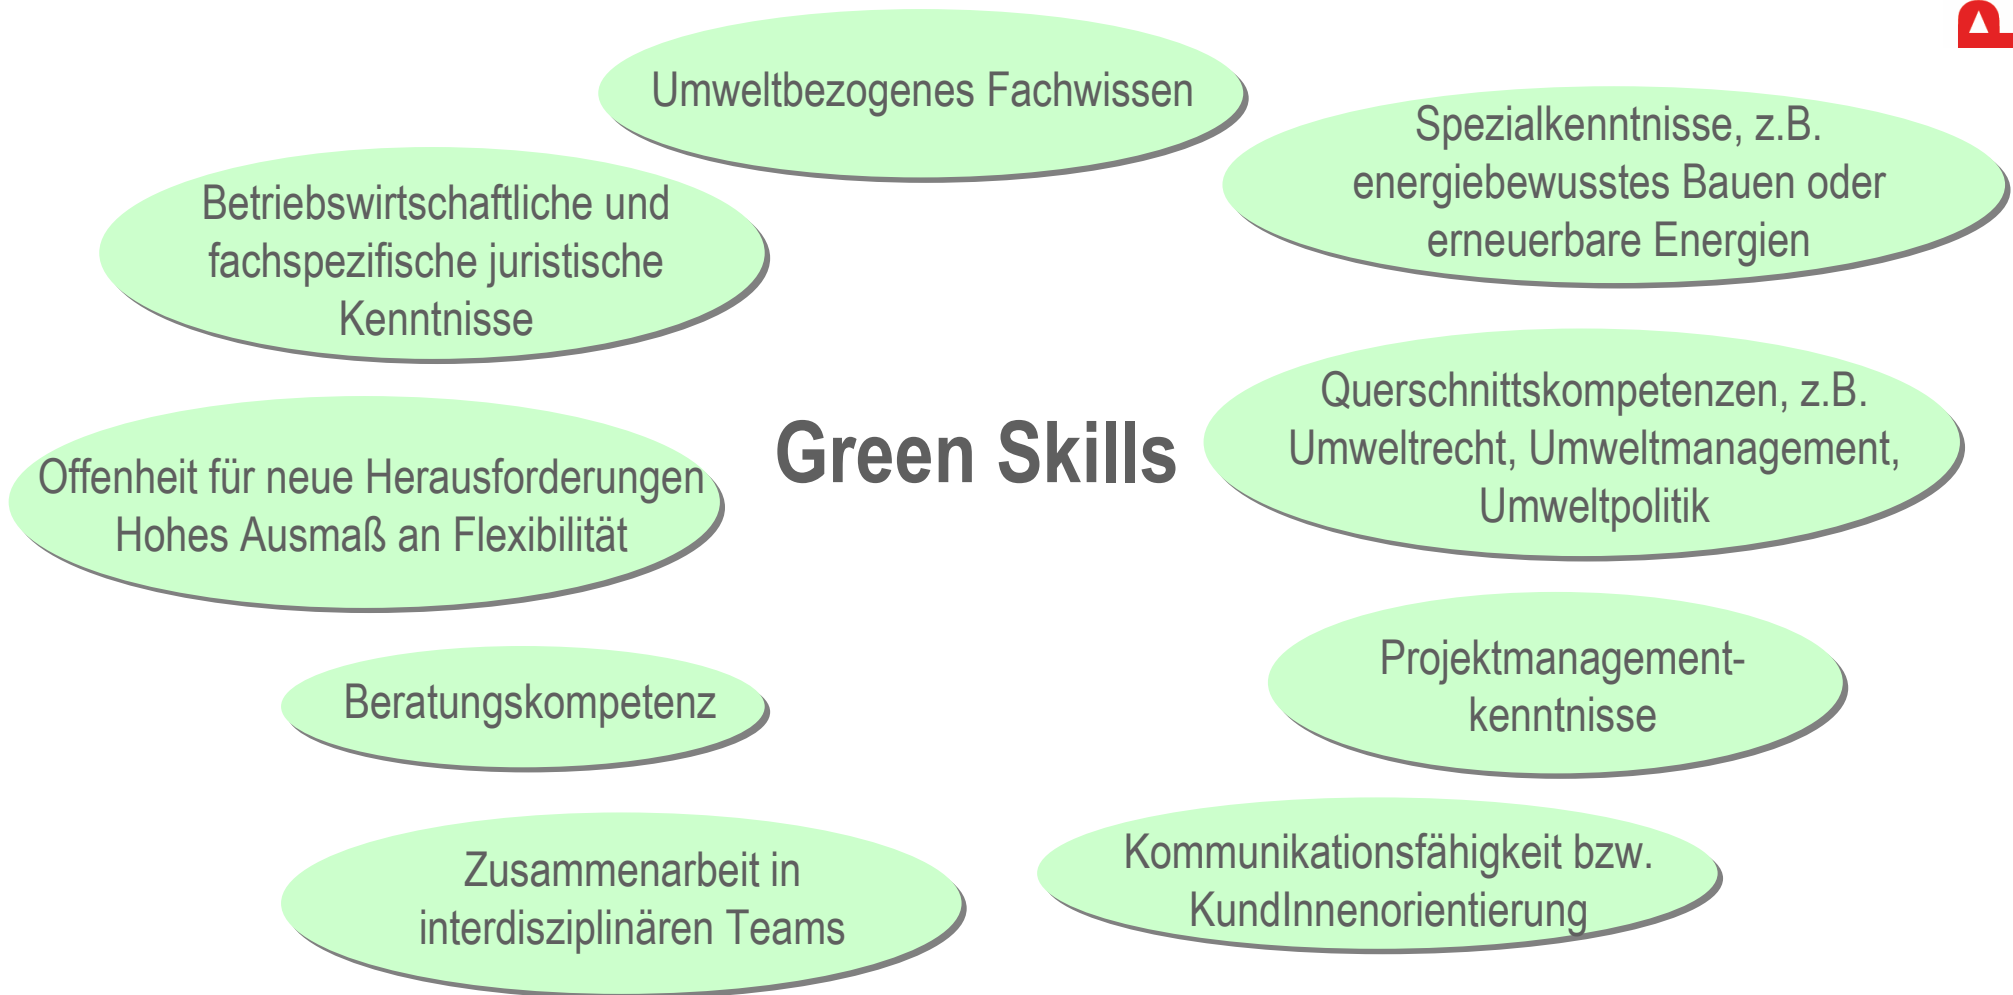 Umweltbezogenes Fachwissen
Spezialkenntnisse, z.B.
energiebewusstes Bauen oder
erneuerbare Energien
Betriebswirtschaftliche und
fachspezifische juristische
Kenntnisse
Querschnittskompetenzen, z.B.
Umweltrecht, Umweltmanagement,
Umweltpolitik
Green Skills
Offenheit für neue Herausforderungen
Hohes Ausmaß an Flexibilität
Projektmanagement-
kenntnisse
Beratungskompetenz
Kommunikationsfähigkeit bzw.
KundInnenorientierung
Zusammenarbeit in
interdisziplinären Teams